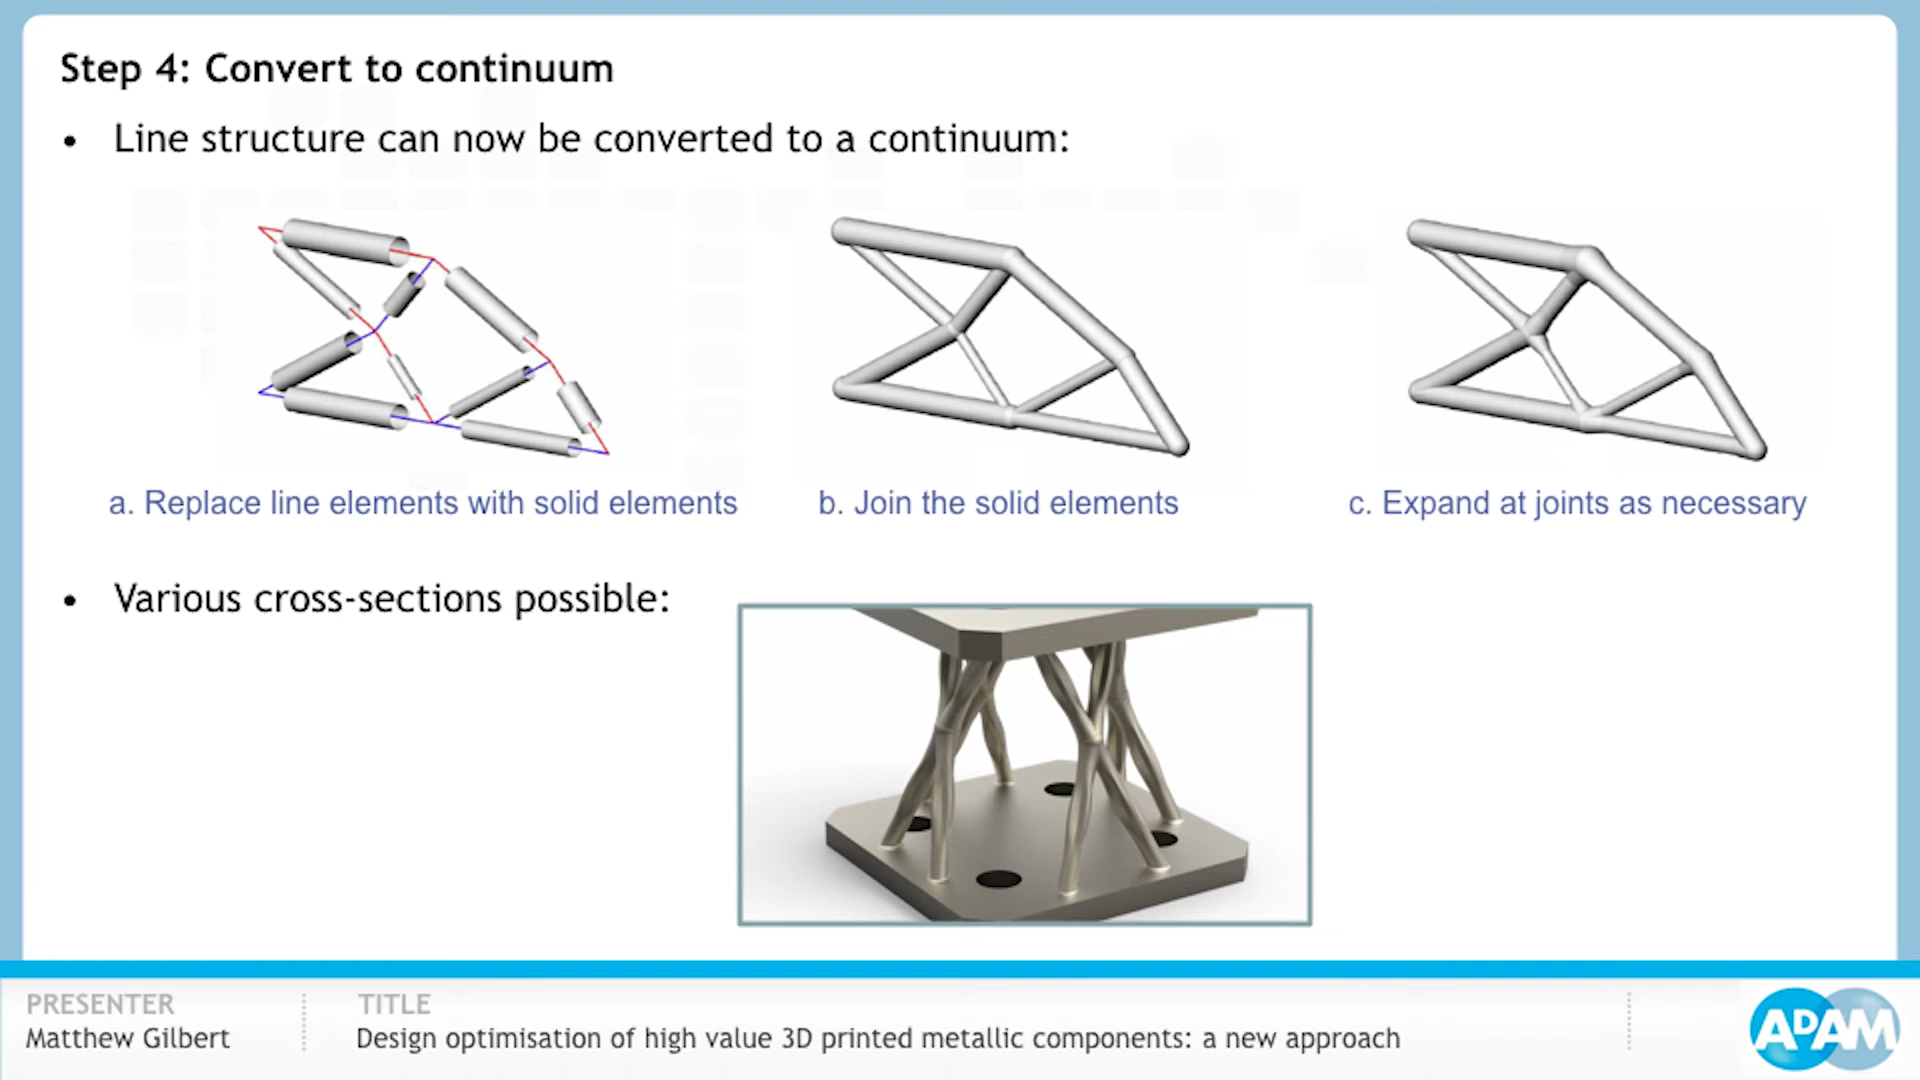 Step 4: Convert to continuum
• Line structure can now be converted to a continuum:
a. Replace line elements with solid elements
b. Join the solid elements
c. Expand at joints as necessary
• Various cross-sections possible:
PRESENTER
Matthew Gilbert
TITLE
Design optimisation of high value 3D printed metallic components: a new approach
APAM